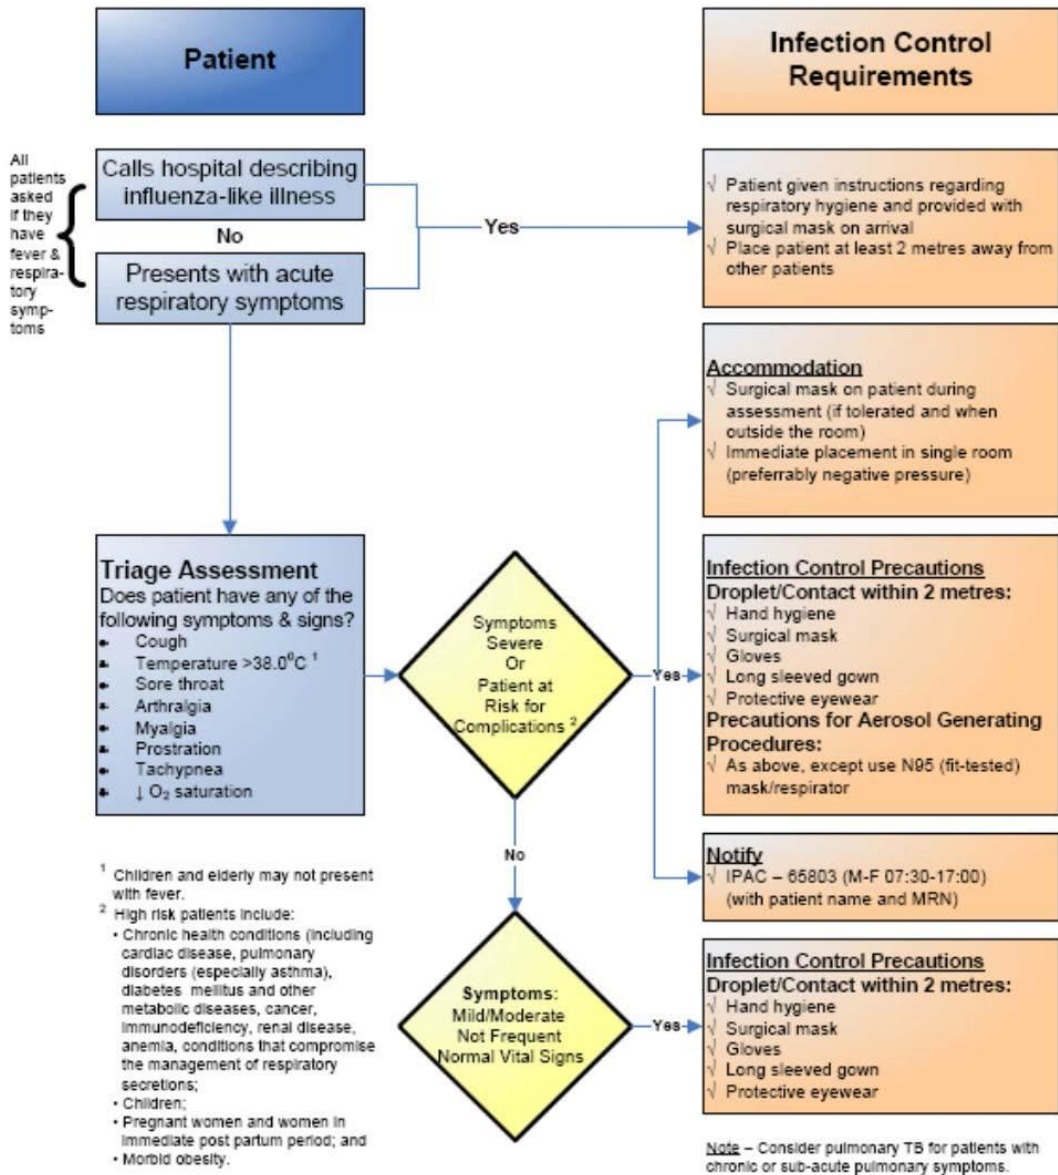 Patient
Infection Control
Requirements
All
patients
asked
if they
have
fever &
respira-
tory
symp-
toms
Calls hospital describing
influenza-like illness
No
Presents with acute
respiratory symptoms
Yes
√ Patient given instructions regarding
respiratory hygiene and provided with
surgical mask on arrival
√ Place patient at least 2 metres away from
other patients
Accommodation
√ Surgical mask on patient during
assessment (if tolerated and when
outside the room)
√ Immediate placement in single room
(preferrably negative pressure)
Triage Assessment
Does patient have any of the
following symptoms & signs?
Cough
Temperature >38.0⁰C ¹
Sore throat
Arthralgia
Myalgia
Prostration
Tachypnea
↓ O₂ saturation
Symptoms
Severe
Or
Patient at
Risk for
Complications ²
Yes
Infection Control Precautions
Droplet/Contact within 2 metres:
√ Hand hygiene
√ Surgical mask
√ Gloves
√ Long sleeved gown
√ Protective eyewear
Precautions for Aerosol Generating
Procedures:
√ As above, except use N95 (fit-tested)
mask/respirator
No
Notify
√ IPAC – 65803 (M-F 07:30-17:00)
(with patient name and MRN)
¹ Children and elderly may not present
with fever.
² High risk patients include:
• Chronic health conditions (including
cardiac disease, pulmonary
disorders (especially asthma),
diabetes mellitus and other
metabolic diseases, cancer,
immunodeficiency, renal disease,
anemia, conditions that compromise
the management of respiratory
secretions;
• Children;
• Pregnant women and women in
immediate post partum period; and
• Morbid obesity.
Symptoms:
Mild/Moderate
Not Frequent
Normal Vital Signs
Yes
Infection Control Precautions
Droplet/Contact within 2 metres:
√ Hand hygiene
√ Surgical mask
√ Gloves
√ Long sleeved gown
√ Protective eyewear
Note – Consider pulmonary TB for patients with
chronic or sub-acute pulmonary symptoms.